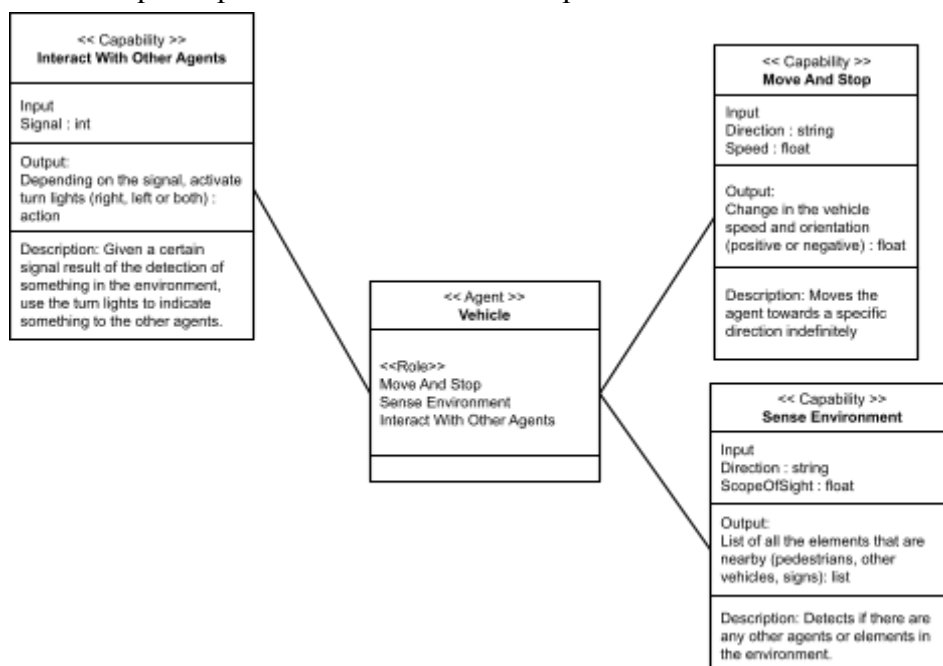 << Capability >>
Interact With Other Agents
Input
Signal : int
Output:
Depending on the signal, activate
turn lights (right, left or both) :
action
Description: Given a certain
signal result of the detection of
something in the environment,
use the turn lights to indicate
something to the other agents.
<< Agent >>
Vehicle
<<Role>>
Move And Stop
Sense Environment
Interact With Other Agents
<< Capability >>
Move And Stop
Input
Direction : string
Speed : float
Output:
Change in the vehicle
speed and orientation
(positive or negative) : float
Description: Moves the
agent towards a specific
direction indefinitely
<< Capability >>
Sense Environment
Input
Direction : string
ScopeOfSight : float
Output:
List of all the elements that are
nearby (pedestrians, other
vehicles, signs): list
Description: Detects if there are
any other agents or elements in
the environment.